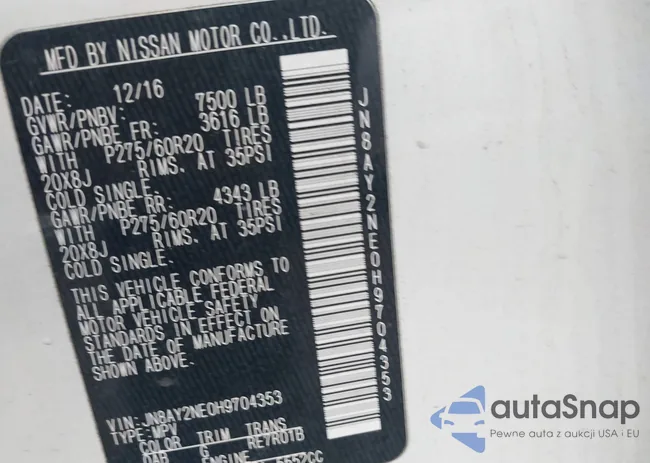 MFD BY NISSAN MOTOR CO.,LTD.
DATE: 12/16
GVWR/PNBV: 7500 LB
GAWR/PNBE FR: 3616 LB
WITH P275/60R20 TIRES
20X8J RIMS, AT 35PSI
COLD SINGLE.
GAWR/PNBE RR: 4343 LB
WITH P275/60R20 TIRES
20X8J RIMS, AT 35PSI
COLD SINGLE.
THIS VEHICLE CONFORMS TO
ALL APPLICABLE FEDERAL
MOTOR VEHICLE SAFETY
STANDARDS IN EFFECT ON
THE DATE OF MANUFACTURE
SHOWN ABOVE.
VIN: JN8AY2NE0H9704353
TYPE: MPV
COLOR TRIM TRANS
QAB G RE7R01B
ENGINE 5552CC
JN8AY2NE0H9704353
autoSnap
Pewne auta z aukcji USA i EU